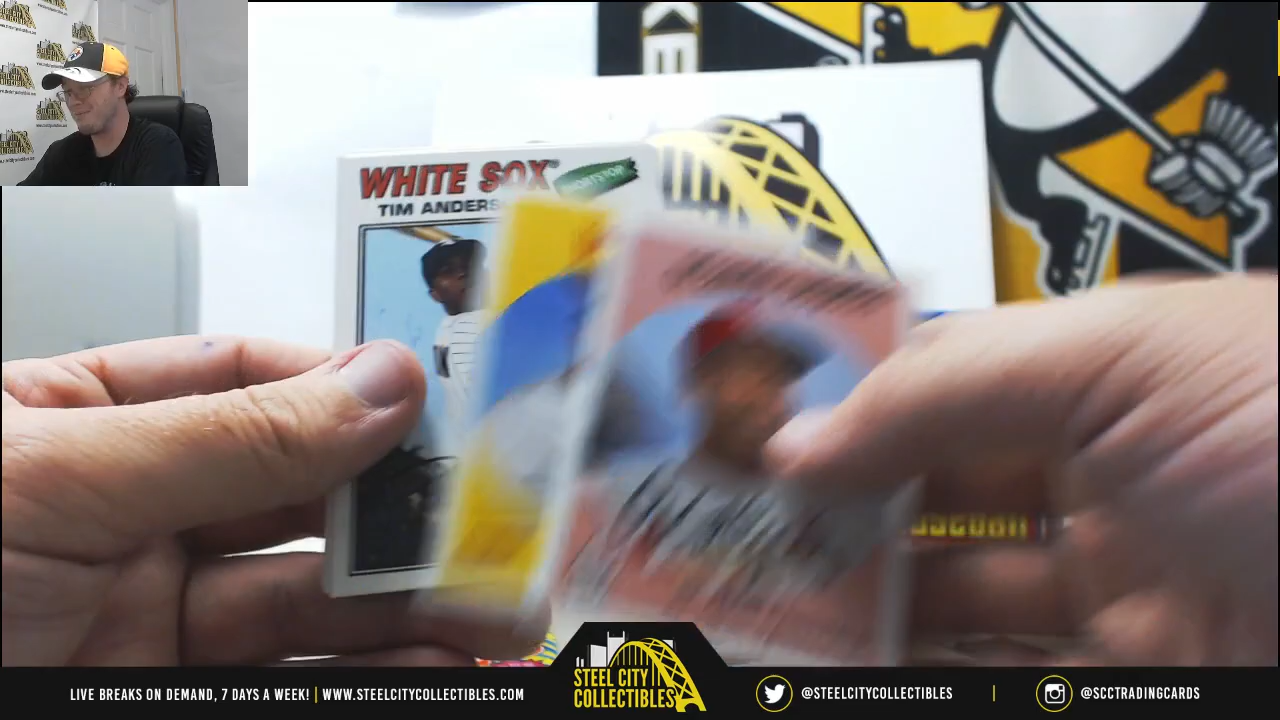 WHITE SOX
TIM ANDERS
LIVE BREAKS ON DEMAND, 7 DAYS A WEEK! | WWW.STEELCITYCOLLECTIBLES.COM
STEEL CITY
COLLECTIBLES
@STEELCITYCOLLECTIBLES | @SCCTRADINGCARDS